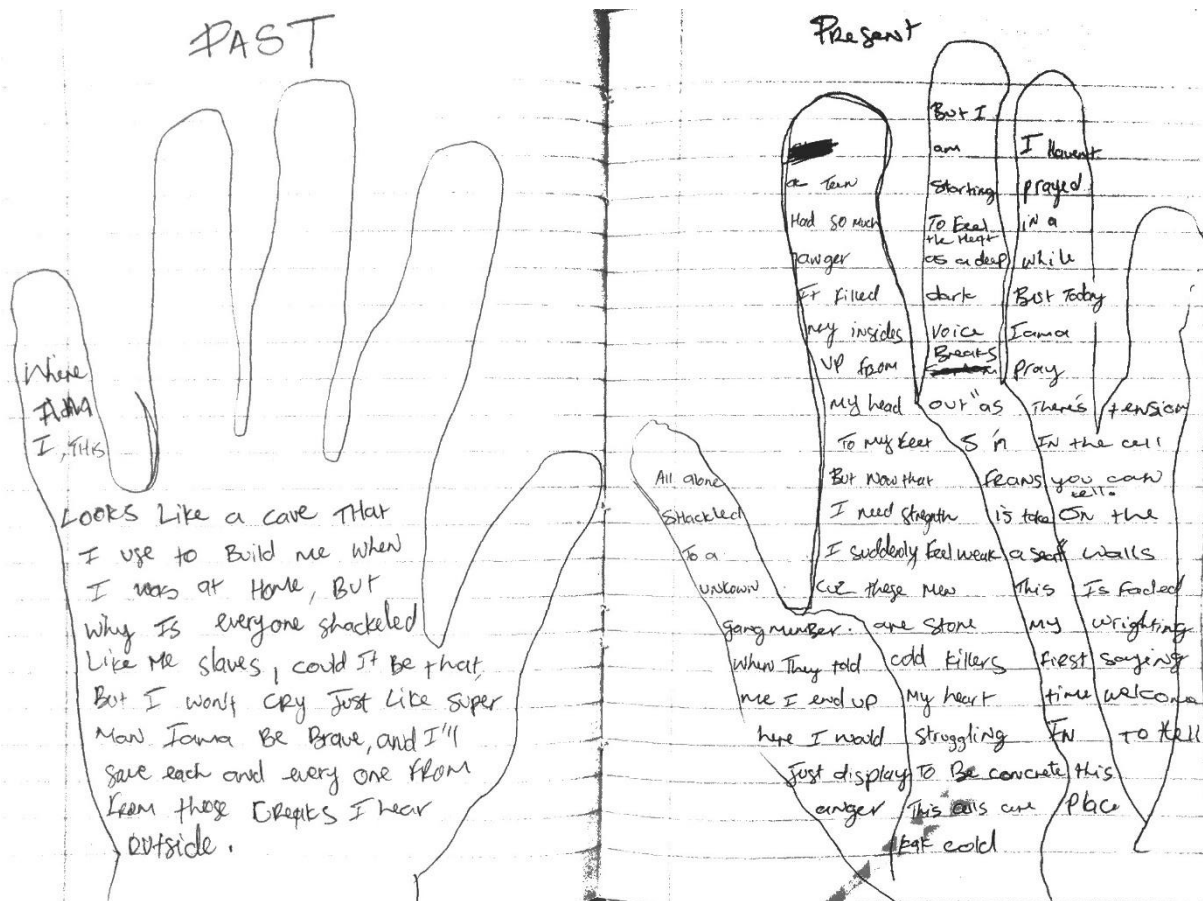 PAST
Where
I, THIS
LOOKS Like a cave THAT
I use to Build me when
I was at Home, BUT
Why Is everyone shackeled
Like Me slaves, could IT Be that,
But I won't CRY Just Like Super
Man Iama Be Brave, and I'll
save each and every one FROM
FROM these Creaks I hear
outside.
Present
All alone
Shackled
To a
unkown
gang member.
when They told
me I end up
here I would
Just display
anger
a Teen
Had so much
anger
It Filled
my insides
UP FROM
My head
To My feet
But Now that
I need
I suddenly feel weak
Cuz these Men
are stone
cold killers
My heart
struggling
To Be concrete
This cells are
cold
But I
am
starting
To feel
the Heat
as a deep
dark
voice
Breaks
out" as
5 'n
Frans
is take
a seat"
This
My
first
time
IN
this
Place
I Havent
prayed
in a
while
But Today
Iama
pray
There's tension
IN the cell
you can
tell.
On the
walls
Is Faded
wrighting
saying
welcome
To Hell